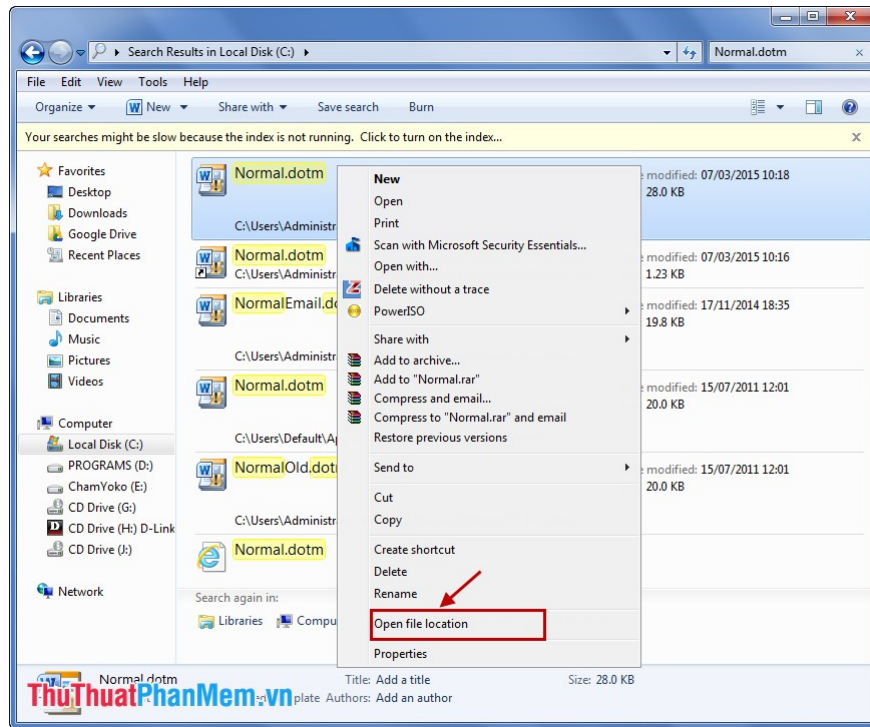 Search Results in Local Disk (C:)
Normal.dotm
File Edit View Tools Help
Organize New Share with Save search Burn
Your searches might be slow because the index is not running. Click to turn on the index...
Favorites
Desktop
Downloads
Google Drive
Recent Places
Libraries
Documents
Music
Pictures
Videos
Computer
Local Disk (C:)
PROGRAMS (D:)
ChamYoko (E:)
CD Drive (G:)
CD Drive (H:) D-Link
CD Drive (J:)
Network
Normal.dotm
modified: 07/03/2015 10:18
28.0 KB
C:\Users\Administr
Normal.dotm
modified: 07/03/2015 10:16
C:\Users\Administr
1.23 KB
NormalEmail.do
modified: 17/11/2014 18:35
19.8 KB
C:\Users\Administr
Normal.dotm
modified: 15/07/2011 12:01
20.0 KB
C:\Users\Default\A
NormalOld.dot
modified: 15/07/2011 12:01
20.0 KB
C:\Users\Administr
Normal.dotm
Search again in:
Libraries Compu
New
Open
Print
Scan with Microsoft Security Essentials...
Open with...
Delete without a trace
PowerISO
Share with
Add to archive...
Add to "Normal.rar"
Compress and email...
Compress to "Normal.rar" and email
Restore previous versions
Send to
Cut
Copy
Create shortcut
Delete
Rename
Open file location
Properties
Normal.dotm
Title: Add a title
Size: 28.0 KB
plate Authors: Add an author
ThuThuatPhanMem.vn